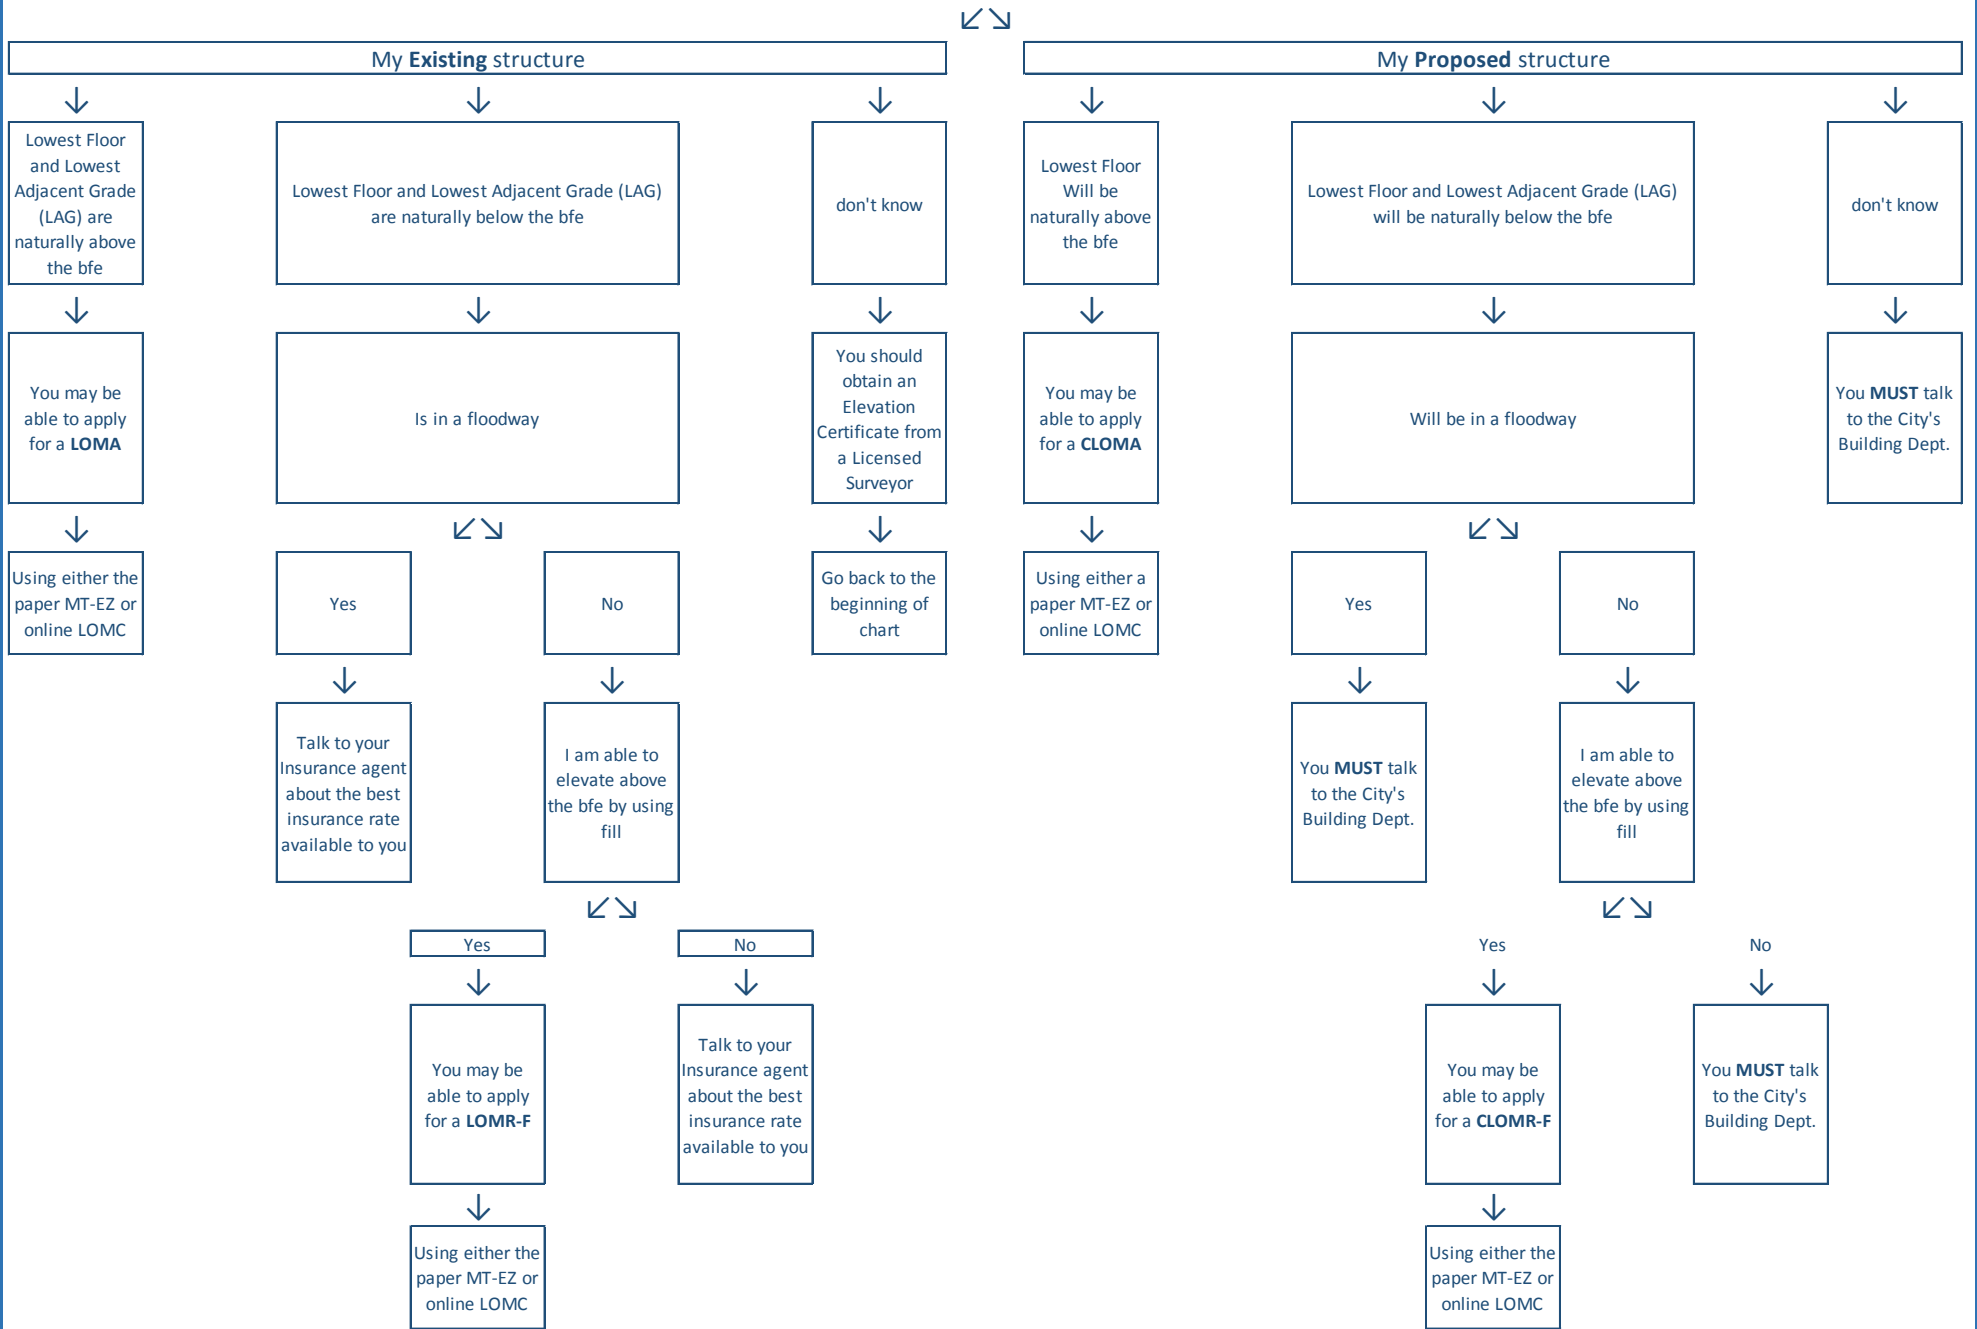 My Existing structure
My Proposed structure
Lowest Floor
and Lowest
Adjacent Grade
(LAG) are
naturally above
the bfe
Lowest Floor and Lowest Adjacent Grade (LAG)
are naturally below the bfe
don't know
Lowest Floor
Will be
naturally above
the bfe
Lowest Floor and Lowest Adjacent Grade (LAG)
will be naturally below the bfe
don't know
You may be
able to apply
for a LOMA
Is in a floodway
You should
obtain an
Elevation
Certificate from
a Licensed
Surveyor
You may be
able to apply
for a CLOMA
Will be in a floodway
You MUST talk
to the City's
Building Dept.
Using either the
paper MT-EZ or
online LOMC
Yes
No
Go back to the
beginning of
chart
Using either a
paper MT-EZ or
online LOMC
Yes
No
Talk to your
Insurance agent
about the best
insurance rate
available to you
I am able to
elevate above
the bfe by using
fill
You MUST talk
to the City's
Building Dept.
I am able to
elevate above
the bfe by using
fill
Yes
No
Yes
No
You may be
able to apply
for a LOMR-F
Talk to your
Insurance agent
about the best
insurance rate
available to you
You may be
able to apply
for a CLOMR-F
You MUST talk
to the City's
Building Dept.
Using either the
paper MT-EZ or
online LOMC
Using either the
paper MT-EZ or
online LOMC